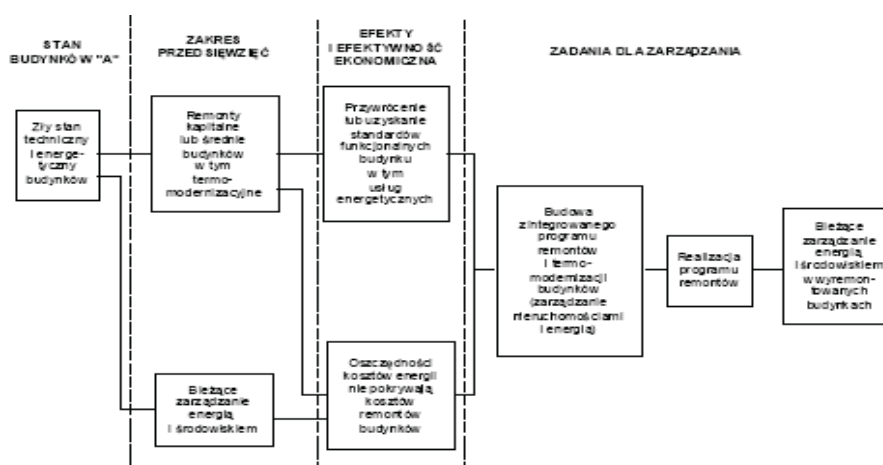 STAN
BUDYNKÓW "A"
ZAKRES
PRZEDSIĘWZIĘĆ
EFEKTY
I EFEKTYWNOŚĆ
EKONOMICZNA
ZADANIA DLA ZARZĄDZANIA
Zły stan
techniczny
i energe-
tyczny
budynków
Remonty
kapitalne
lub średnie
budynków
w tym
termo-
modernizacyjne
Przywrócenie
lub uzyskanie
standardów
funkcjonalnych
budynku
w tym
usług
energetycznych
Budowa
zintegrowanego
programu
remontów
i termo-
modernizacji
budynków
(zarządzanie
nieruchomościami
i energią)
Realizacja
programu
remontów
Bieżące
zarządzanie
energią
i środowiskiem
w wyremon-
towanych
budynkach
Bieżące
zarządzanie
energią
i środowiskiem
Oszczędności
kosztów energii
nie pokrywają
kosztów
remontów
budynków